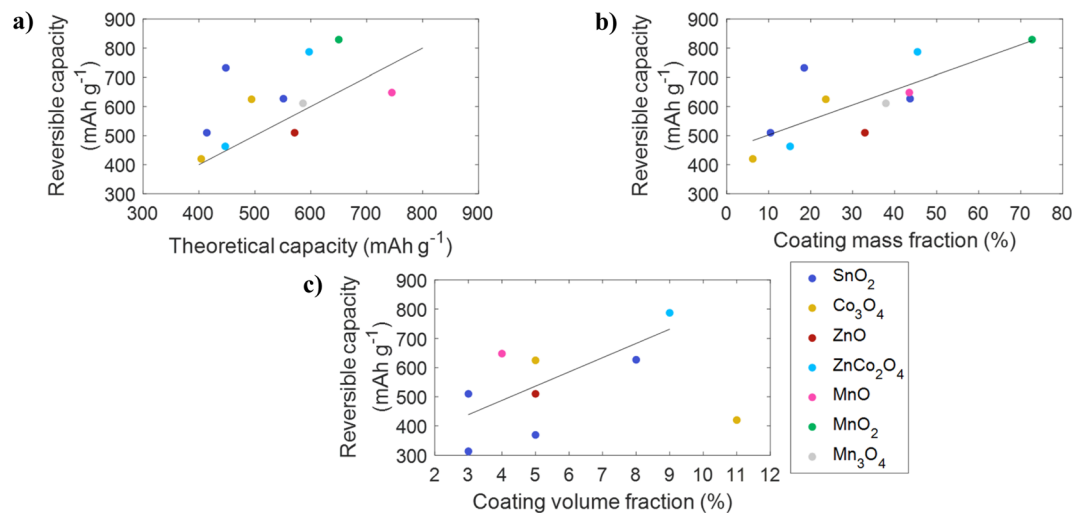 a)
900
800
700
600
500
400
300
Reversible capacity
(mAh g⁻¹)
300 400 500 600 700 800 900
Theoretical capacity (mAh g⁻¹)
b)
900
800
700
600
500
400
300
Reversible capacity
(mAh g⁻¹)
0 10 20 30 40 50 60 70 80
Coating mass fraction (%)
c)
900
800
700
600
500
400
300
Reversible capacity
(mAh g⁻¹)
2 3 4 5 6 7 8 9 10 11 12
Coating volume fraction (%)
SnO₂
Co₃O₄
ZnO
ZnCo₂O₄
MnO
MnO₂
Mn₃O₄